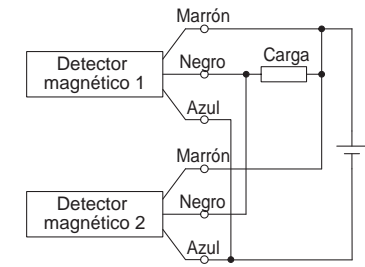 Marrón
Detector
magnético 1
Negro
Carga
Azul
Marrón
Detector
magnético 2
Negro
Azul